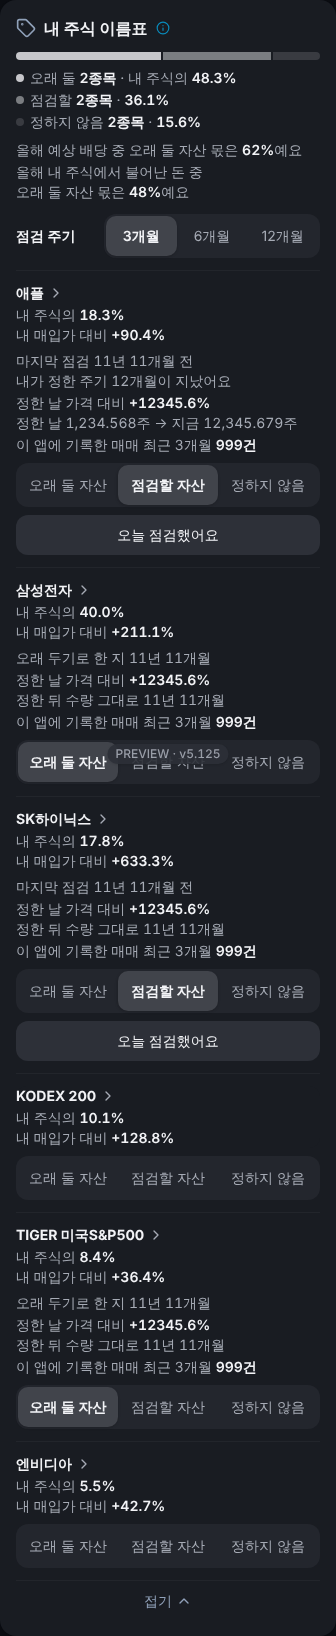 내 주식 이름표
오래 둘 2종목 · 내 주식의 48.3%
점검할 2종목 · 36.1%
정하지 않음 2종목 · 15.6%
올해 예상 배당 중 오래 둘 자산 몫은 62%예요
올해 내 주식에서 불어난 돈 중
오래 둘 자산 몫은 48%예요
점검 주기 3개월 6개월 12개월
애플
내 주식의 18.3%
내 매입가 대비 +90.4%
마지막 점검 11년 11개월 전
내가 정한 주기 12개월이 지났어요
정한 날 가격 대비 +12345.6%
정한 날 1,234.568주 → 지금 12,345.679주
이 앱에 기록한 매매 최근 3개월 999건
오래 둘 자산 점검할 자산 정하지 않음
오늘 점검했어요
삼성전자
내 주식의 40.0%
내 매입가 대비 +211.1%
오래 두기로 한 지 11년 11개월
정한 날 가격 대비 +12345.6%
정한 뒤 수량 그대로 11년 11개월
이 앱에 기록한 매매 최근 3개월 999건
오래 둘 자산 점검할 자산 정하지 않음
PREVIEW · v5.125
SK하이닉스
내 주식의 17.8%
내 매입가 대비 +633.3%
마지막 점검 11년 11개월 전
정한 날 가격 대비 +12345.6%
정한 뒤 수량 그대로 11년 11개월
이 앱에 기록한 매매 최근 3개월 999건
오래 둘 자산 점검할 자산 정하지 않음
오늘 점검했어요
KODEX 200
내 주식의 10.1%
내 매입가 대비 +128.8%
오래 둘 자산 점검할 자산 정하지 않음
TIGER 미국S&P500
내 주식의 8.4%
내 매입가 대비 +36.4%
오래 두기로 한 지 11년 11개월
정한 날 가격 대비 +12345.6%
정한 뒤 수량 그대로 11년 11개월
이 앱에 기록한 매매 최근 3개월 999건
오래 둘 자산 점검할 자산 정하지 않음
엔비디아
내 주식의 5.5%
내 매입가 대비 +42.7%
오래 둘 자산 점검할 자산 정하지 않음
접기